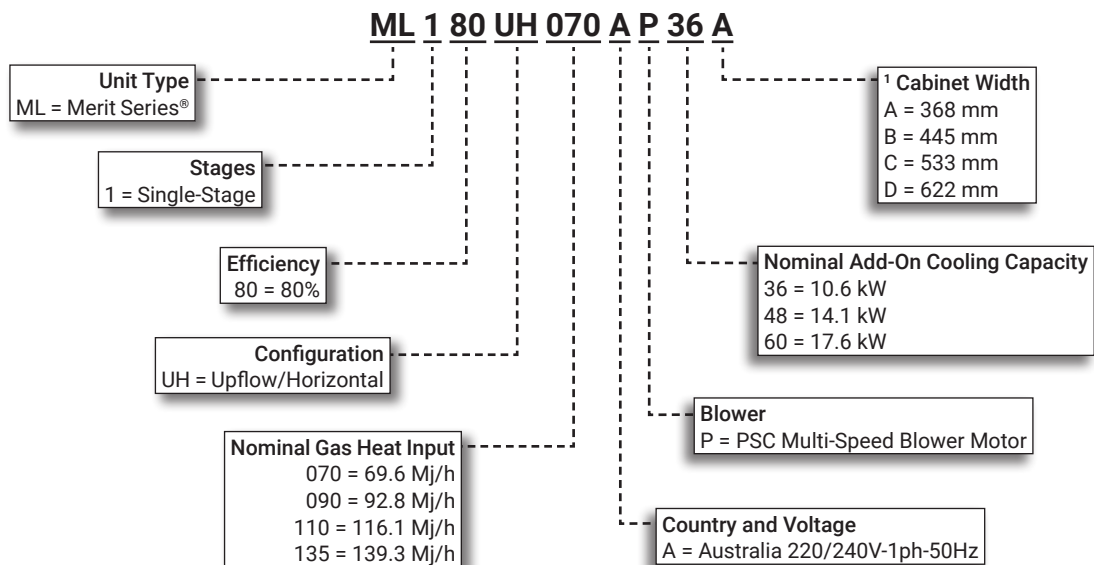 ML 1 80 UH 070 A P 36 A
Unit Type
ML = Merit Series®
¹ Cabinet Width
A = 368 mm
B = 445 mm
C = 533 mm
D = 622 mm
Stages
1 = Single-Stage
Efficiency
80 = 80%
Nominal Add-On Cooling Capacity
36 = 10.6 kW
48 = 14.1 kW
60 = 17.6 kW
Configuration
UH = Upflow/Horizontal
Blower
P = PSC Multi-Speed Blower Motor
Nominal Gas Heat Input
070 = 69.6 Mj/h
090 = 92.8 Mj/h
110 = 116.1 Mj/h
135 = 139.3 Mj/h
Country and Voltage
A = Australia 220/240V-1ph-50Hz